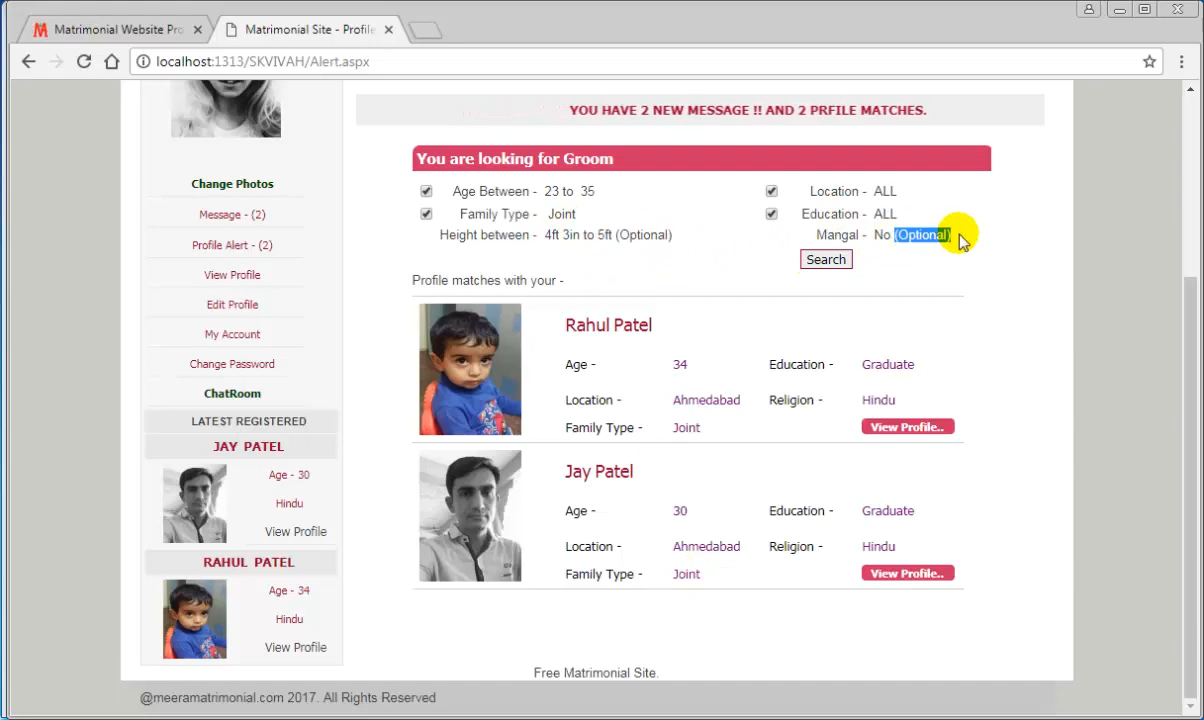 Matrimonial Website Pro
Matrimonial Site - Profile
localhost:1313/SKVIVAH/Alert.aspx
YOU HAVE 2 NEW MESSAGE !! AND 2 PRFILE MATCHES.
You are looking for Groom
Age Between - 23 to 35 Location - ALL
Family Type - Joint Education - ALL
Height between - 4ft 3in to 5ft (Optional) Mangal - No (Optional)
Search
Profile matches with your -
Rahul Patel
Age - 34 Education - Graduate
Location - Ahmedabad Religion - Hindu
Family Type - Joint View Profile..
Jay Patel
Age - 30 Education - Graduate
Location - Ahmedabad Religion - Hindu
Family Type - Joint View Profile..
Change Photos
Message - (2)
Profile Alert - (2)
View Profile
Edit Profile
My Account
Change Password
ChatRoom
LATEST REGISTERED
JAY PATEL
Age - 30
Hindu
View Profile
RAHUL PATEL
Age - 34
Hindu
View Profile
Free Matrimonial Site.
@meeramatrimonial.com 2017. All Rights Reserved